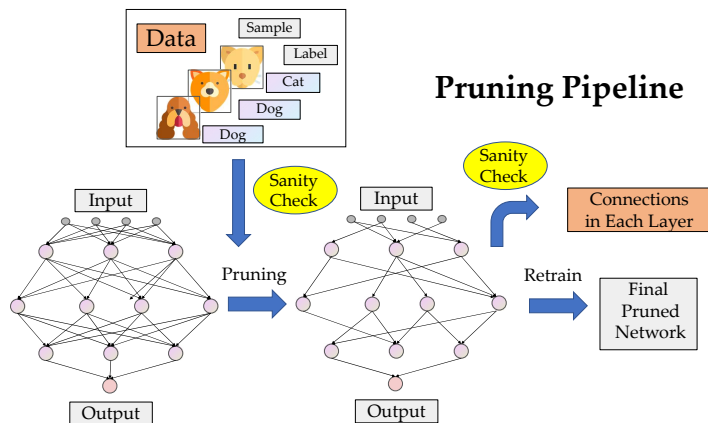 Data
Sample
Label
Cat
Dog
Dog
Pruning Pipeline
Sanity
Check
Sanity
Check
Input
Input
Connections
in Each Layer
Pruning
Retrain
Final
Pruned
Network
Output
Output